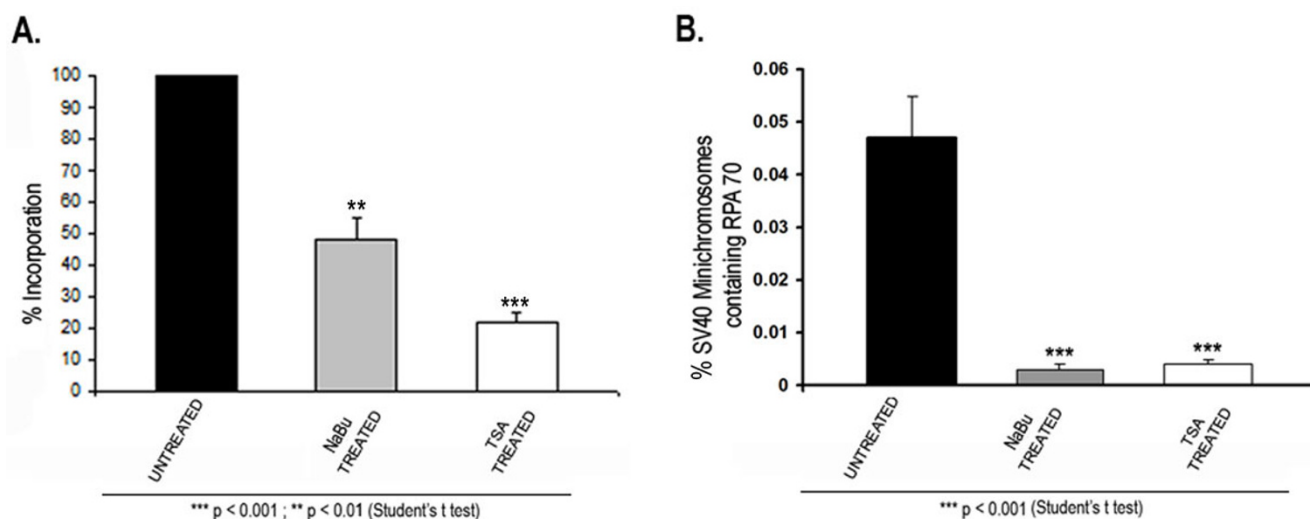 A.
% Incorporation
100
90
80
70
60
50
40
30
20
10
0
**
***
UNTREATED
NaBu
TREATED
TSA
TREATED
*** p < 0.001 ; ** p < 0.01 (Student's t test)
B.
% SV40 Minichromosomes
containing RPA 70
0.06
0.05
0.04
0.03
0.02
0.01
0
***
***
UNTREATED
NaBu
TREATED
TSA
TREATED
*** p < 0.001 (Student's t test)